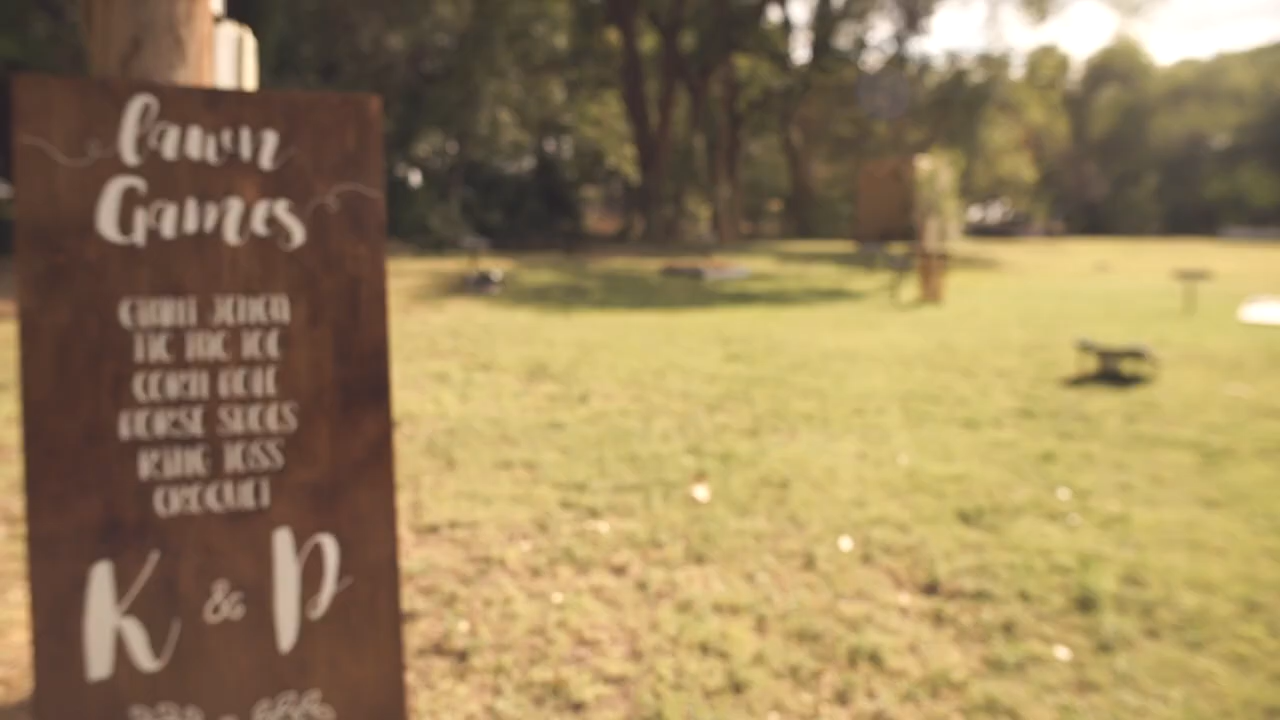 lawn
Games
GIANT JENGA
TIC TAC TOE
CORN HOLE
HORSE SHOES
RING TOSS
CROQUET
K & P